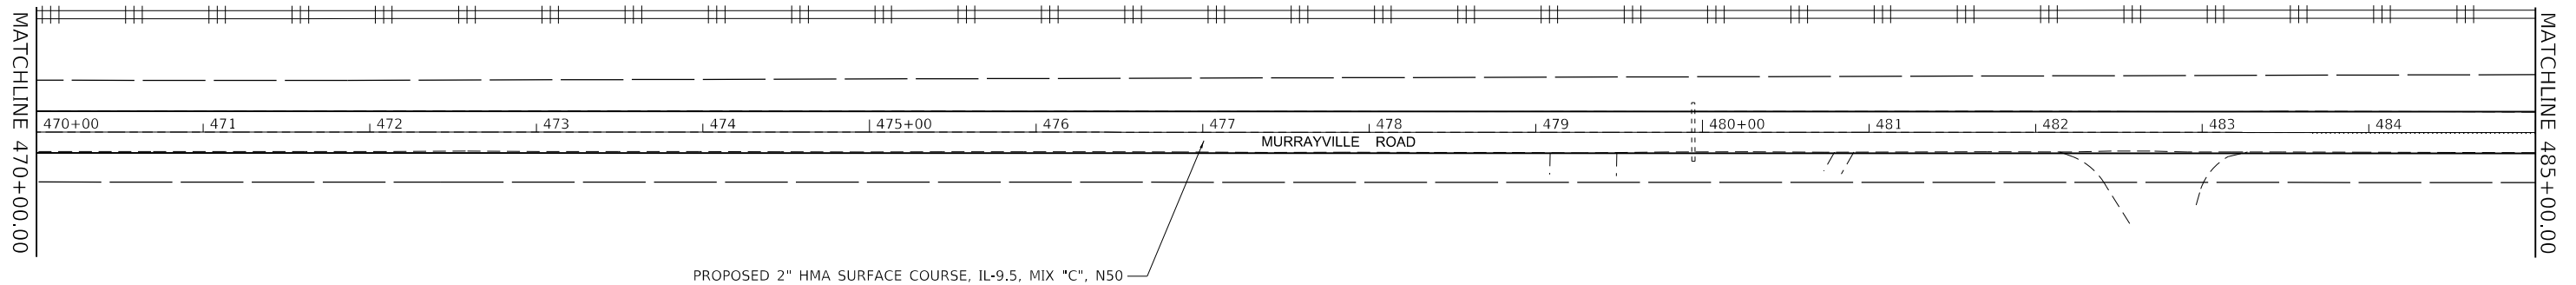 MATCHLINE 470+00.00
470+00 471 472 473 474 475+00 476 477 478 479 480+00 481 482 483 484
MURRAYVILLE ROAD
PROPOSED 2" HMA SURFACE COURSE, IL-9.5, MIX "C", N50
MATCHLINE 485+00.00